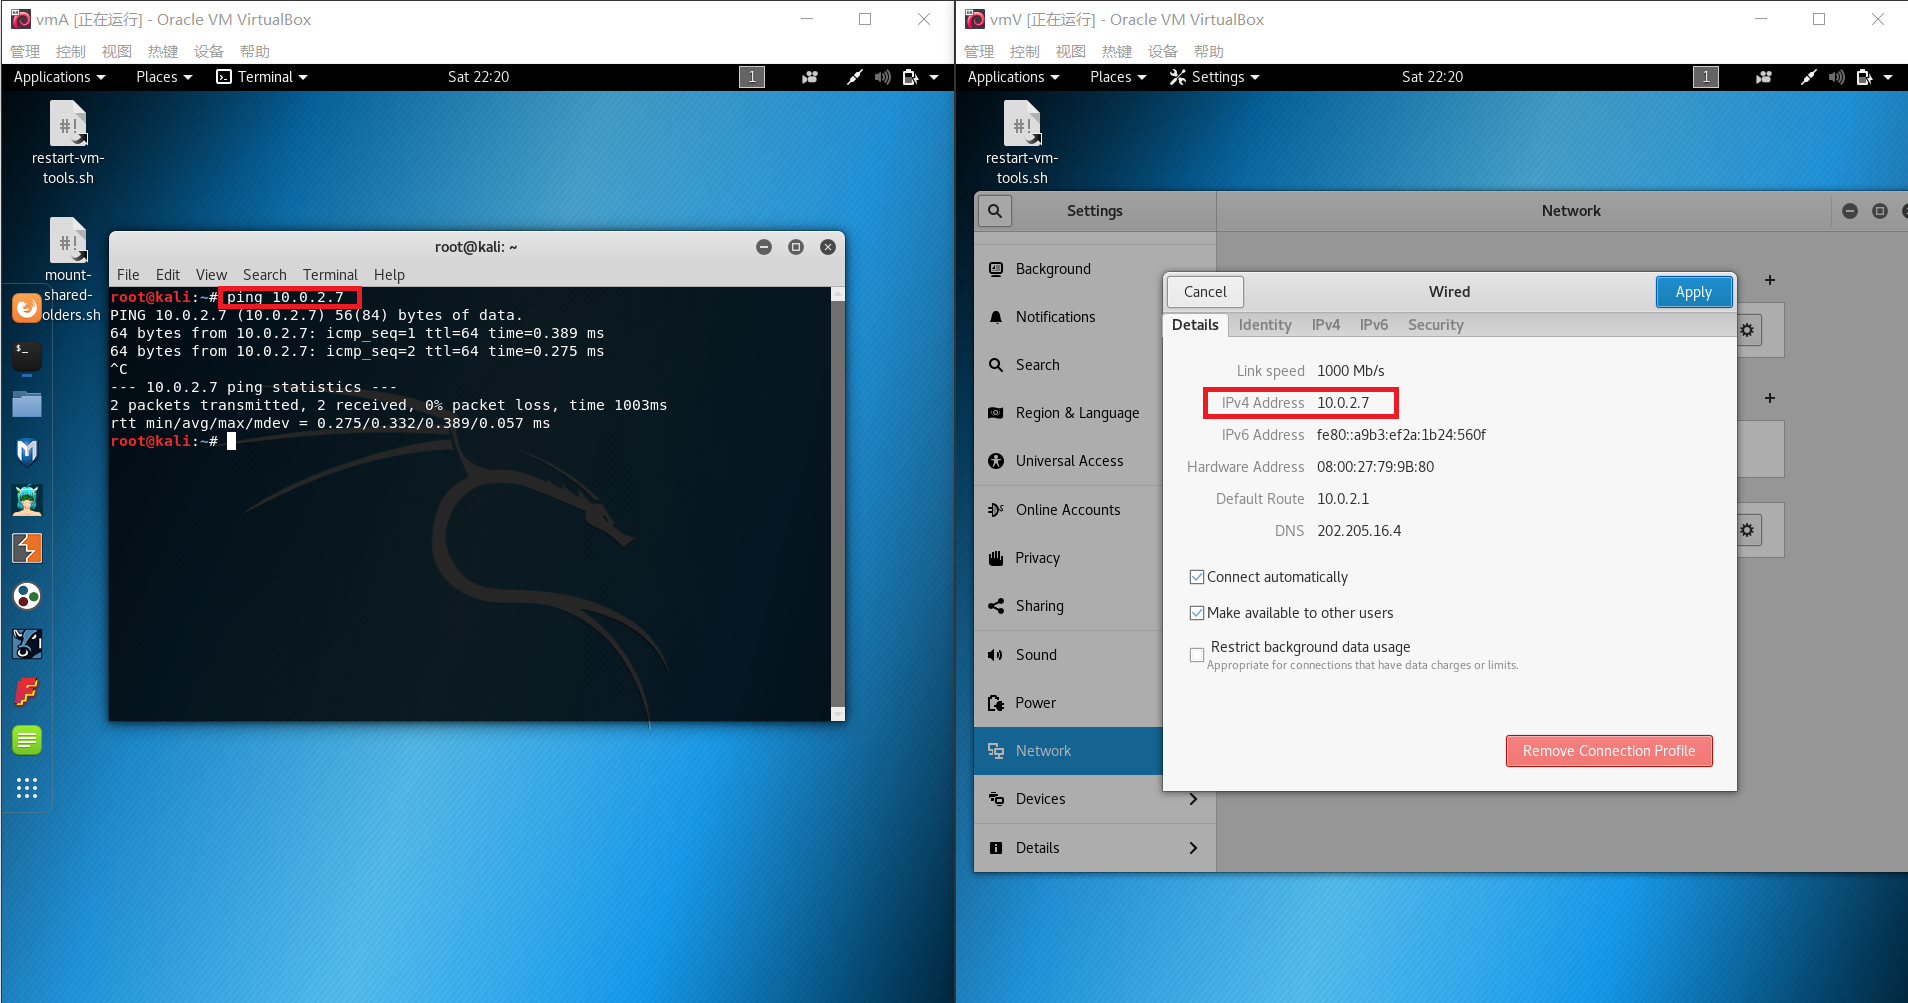 vmA [正在运行] - Oracle VM VirtualBox
管理 控制 视图 热键 设备 帮助
Applications Places Terminal Sat 22:20 1
#!
restart-vm-
tools.sh
#!
mount-
shared-
olders.sh
root@kali: ~
File Edit View Search Terminal Help
root@kali:~# ping 10.0.2.7
PING 10.0.2.7 (10.0.2.7) 56(84) bytes of data.
64 bytes from 10.0.2.7: icmp_seq=1 ttl=64 time=0.389 ms
64 bytes from 10.0.2.7: icmp_seq=2 ttl=64 time=0.275 ms
^C
--- 10.0.2.7 ping statistics ---
2 packets transmitted, 2 received, 0% packet loss, time 1003ms
rtt min/avg/max/mdev = 0.275/0.332/0.389/0.057 ms
root@kali:~#
vmV [正在运行] - Oracle VM VirtualBox
管理 控制 视图 热键 设备 帮助
Applications Places Settings Sat 22:20 1
#!
restart-vm-
tools.sh
Settings
Network
Background
Notifications
Search
Region & Language
Universal Access
Online Accounts
Privacy
Sharing
Sound
Power
Network
Devices
Details
Cancel Wired Apply
Details Identity IPv4 IPv6 Security
Link speed 1000 Mb/s
IPv4 Address 10.0.2.7
IPv6 Address fe80::a9b3:ef2a:1b24:560f
Hardware Address 08:00:27:79:9B:80
Default Route 10.0.2.1
DNS 202.205.16.4
Connect automatically
Make available to other users
Restrict background data usage
Appropriate for connections that have data charges or limits.
Remove Connection Profile